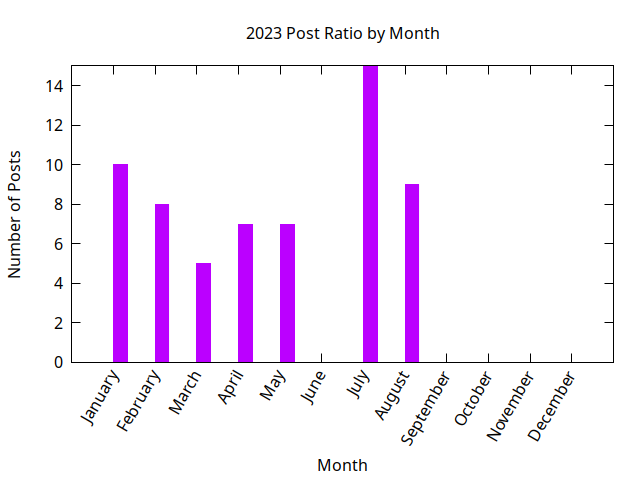 2023 Post Ratio by Month
Number of Posts
14
12
10
8
6
4
2
0
January
February
March
April
May
June
July
August
September
October
November
December
Month